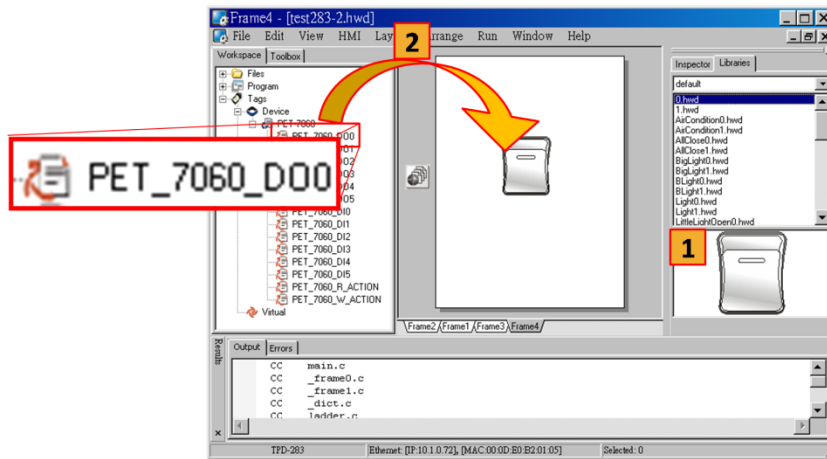 Frame4 - [test283-2.hwd]
File Edit View HMI Lay 2 range Run Window Help
Workspace Toolbox
Files
Program
Tags
Device
PET-7060
PET_7060_DO0
PET_7060_DO0
PET_7060_DI0
PET_7060_DI1
PET_7060_DI2
PET_7060_DI3
PET_7060_DI4
PET_7060_DI5
PET_7060_R_ACTION
PET_7060_W_ACTION
Virtual
Frame2 Frame1 Frame3 Frame4
Inspector Libraries
default
0.hwd
1.hwd
AirCondition0.hwd
AirCondition1.hwd
AllClose0.hwd
AllClose1.hwd
BigLight0.hwd
BigLight1.hwd
BLight0.hwd
BLight1.hwd
Light0.hwd
Light1.hwd
LittleLightOpen0.hwd
1
Results
Output Errors
CC main.c
CC _frame0.c
CC _frame1.c
CC _dict.c
CC ladder.c
TPD-283 Ethernet: [IP:10.1.0.72], [MAC:00:0D:E0:B2:01:05] Selected: 0